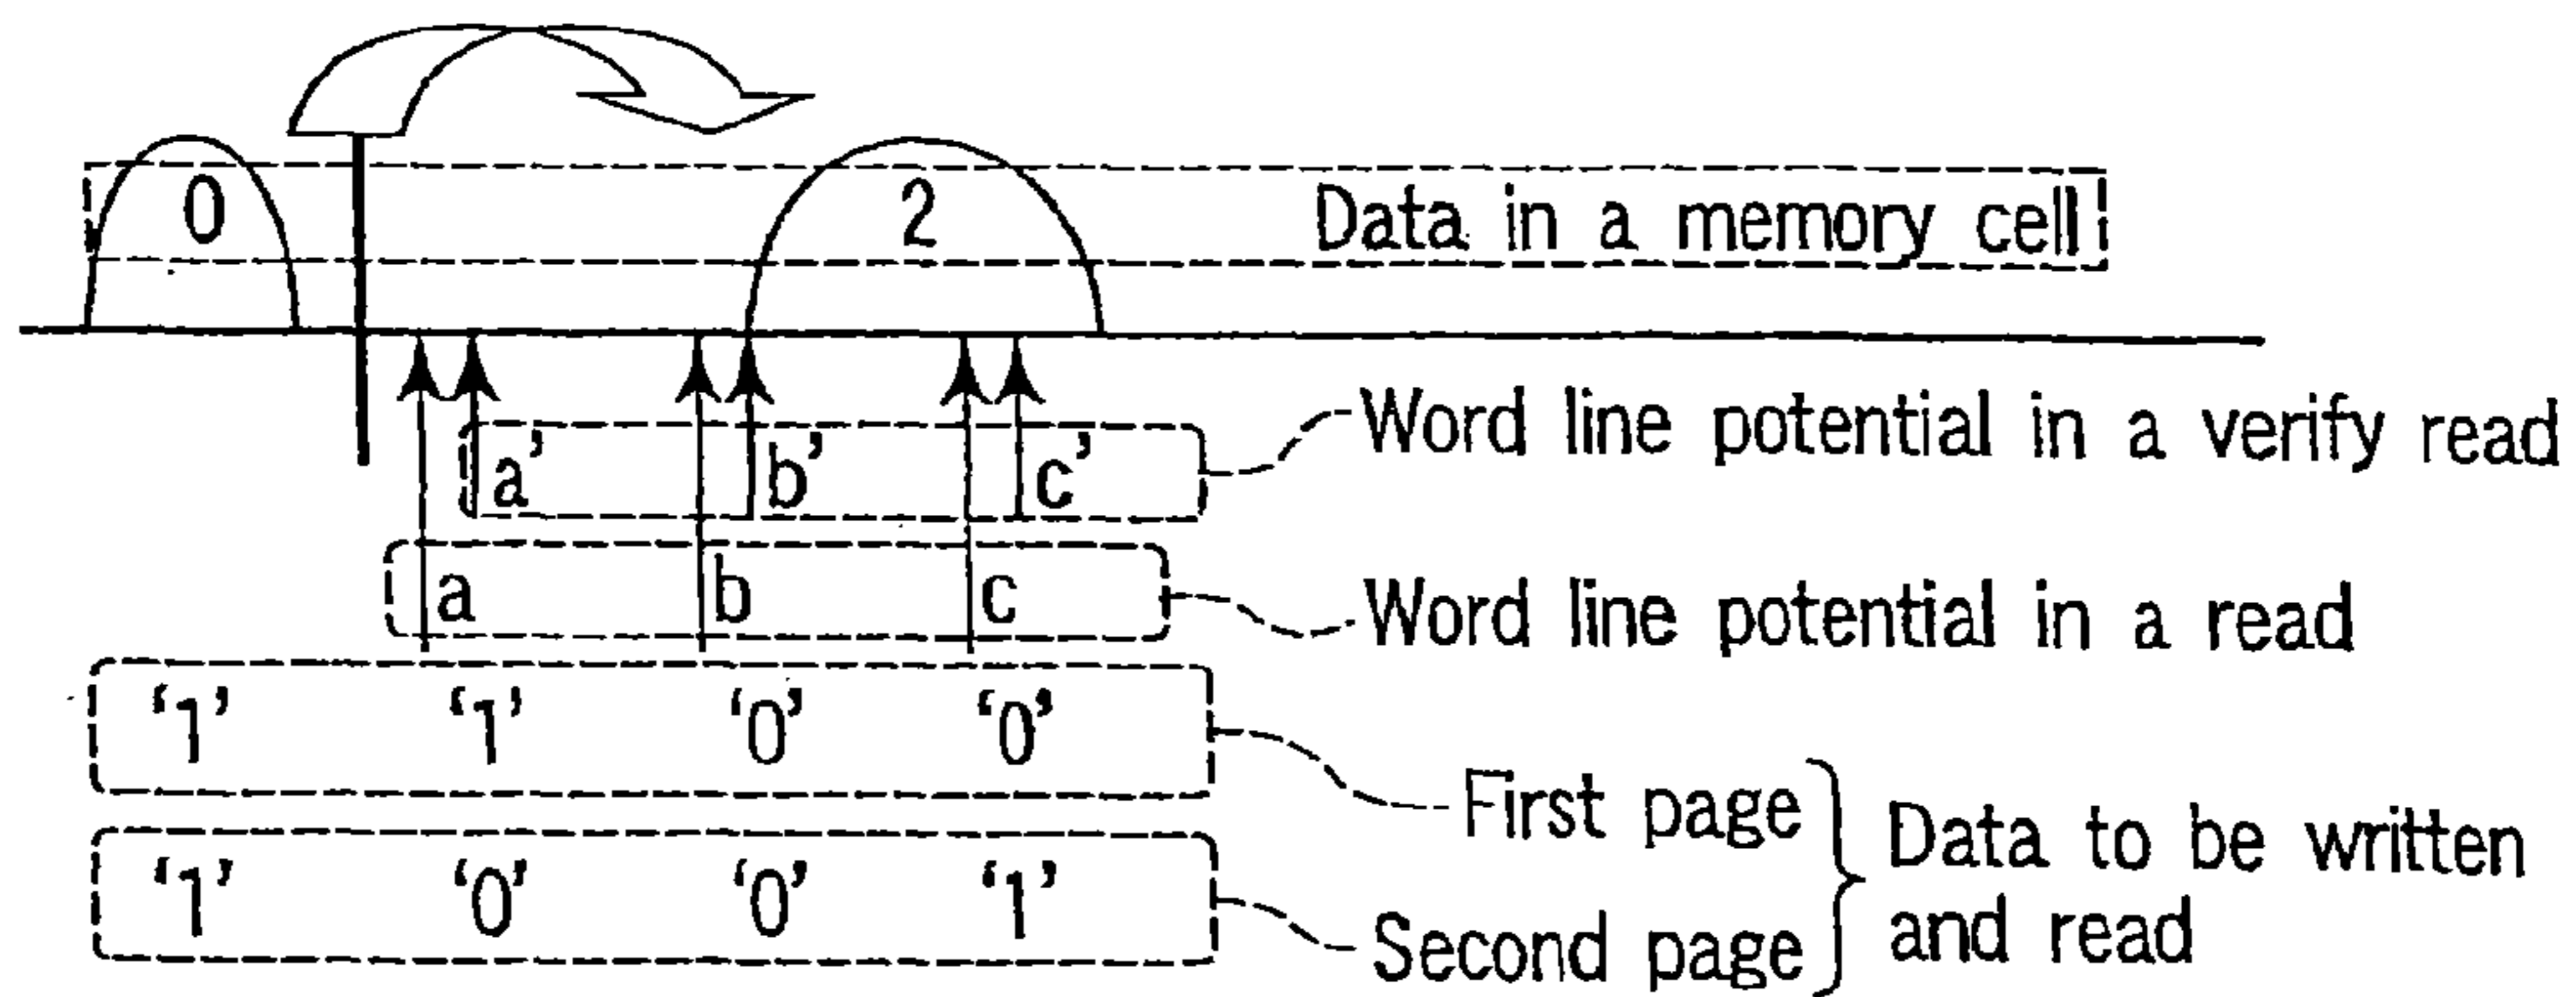 0 2 Data in a memory cell
Word line potential in a verify read
a' b' c'
a b c
Word line potential in a read
‘1’ ‘1’ ‘0’ ‘0’
First page
‘1’ ‘0’ ‘0’ ‘1’
Second page
Data to be written
and read